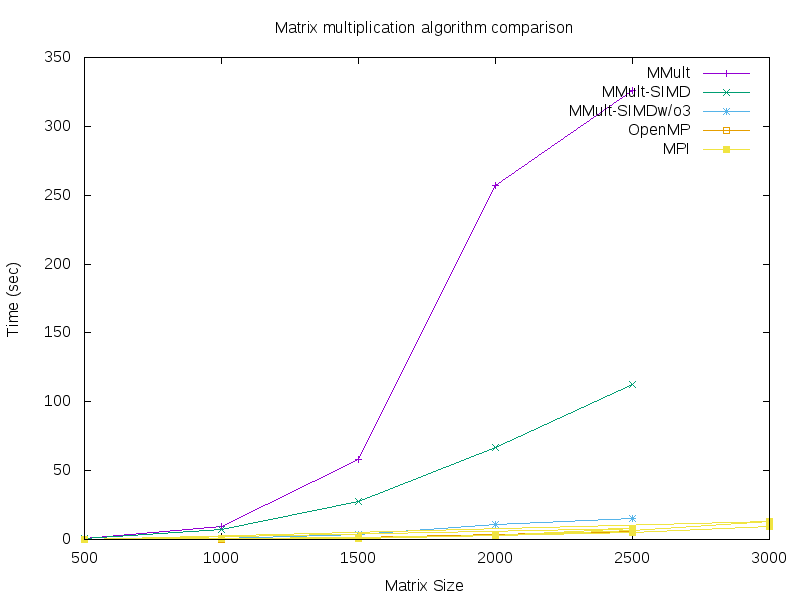 Matrix multiplication algorithm comparison
350
300
250
200
150
100
50
0
Time (sec)
MMult
MMult-SIMD
MMult-SIMDw/o3
OpenMP
MPI
500 1000 1500 2000 2500 3000
Matrix Size